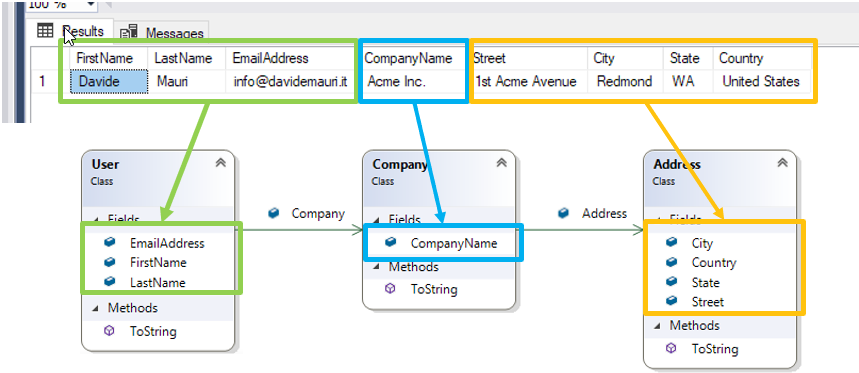 100 %
Results Messages
FirstName LastName EmailAddress CompanyName Street City State Country
1 Davide Mauri info@davidemauri.it Acme Inc. 1st Acme Avenue Redmond WA United States
User Company Address
Class Class Class
Company Address
Fields Fields Fields
EmailAddress CompanyName City
FirstName Methods Country
LastName ToString State
Methods Street
ToString Methods
ToString